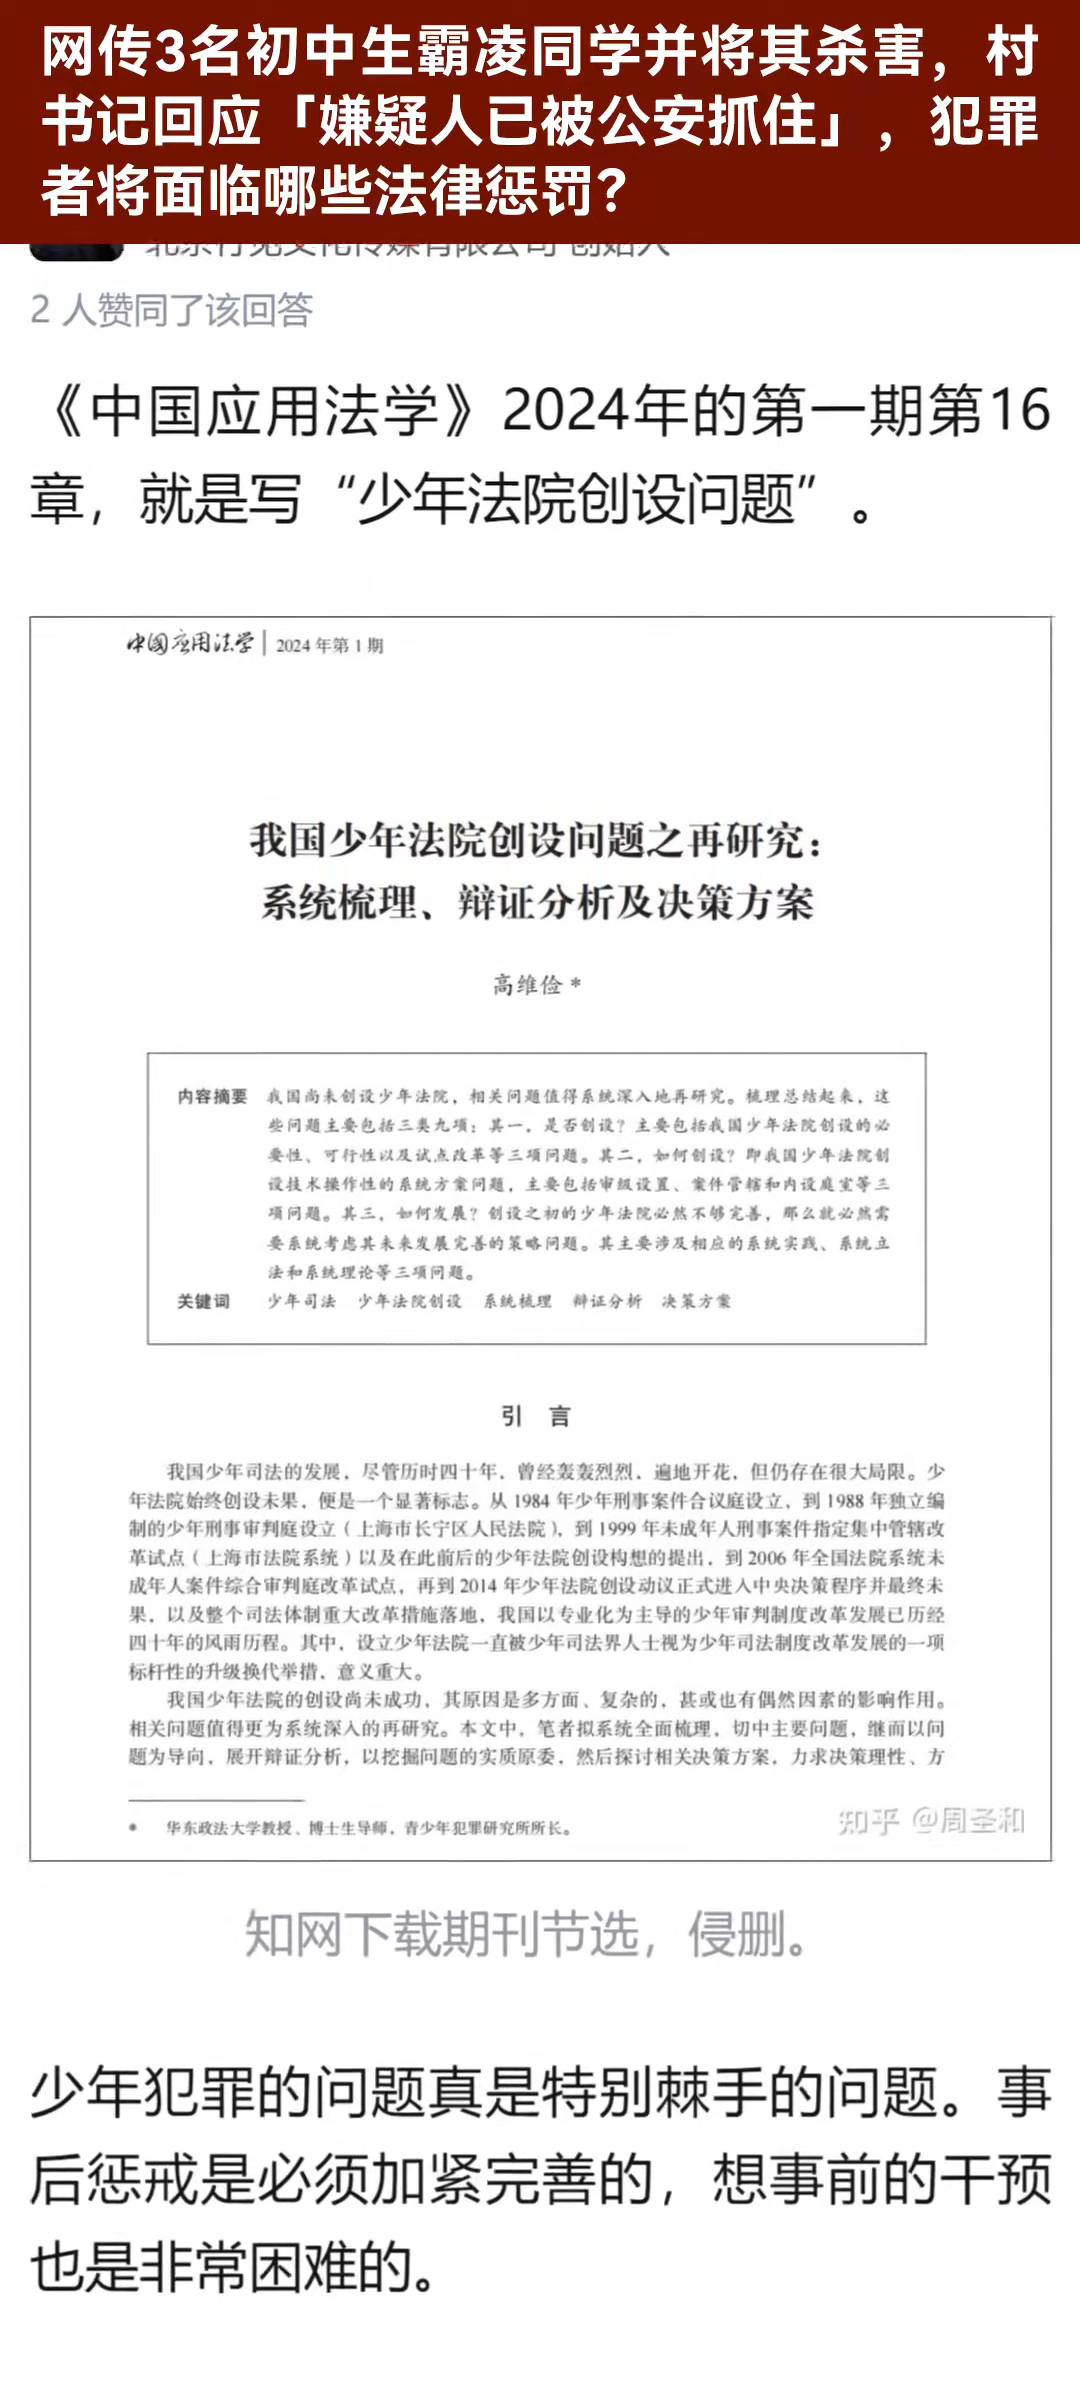 网传3名初中生霸凌同学并将其杀害，村
书记回应「嫌疑人已被公安抓住」，犯罪
者将面临哪些法律惩罚？
北京行觅文化传媒有限公司 创始人
2 人赞同了该回答
《中国应用法学》2024年的第一期第16
章，就是写“少年法院创设问题”。
中国应用法学 | 2024 年第 1 期
我国少年法院创设问题之再研究：
系统梳理、辩证分析及决策方案
高维俭 *
内容摘要 我国尚未创设少年法院，相关问题值得系统深入地再研究。梳理总结起来，这
些问题主要包括三类九项：其一，是否创设？主要包括我国少年法院创设的必
要性、可行性以及试点改革等三项问题。其二，如何创设？即我国少年法院创
设技术操作性的系统方案问题，主要包括审级设置、案件管辖和内设庭室等三
项问题。其三，如何发展？创设之初的少年法院必然不够完善，那么就必然需
要系统考虑其未来发展完善的策略问题。其主要涉及相应的系统实践、系统立
法和系统理论等三项问题。
关键词 少年司法 少年法院创设 系统梳理 辩证分析 决策方案
引 言
我国少年司法的发展，尽管历时四十年，曾经轰轰烈烈，遍地开花，但仍存在很大局限。少
年法院始终创设未果，便是一个显著标志。从 1984 年少年刑事案件合议庭设立，到 1988 年独立编
制的少年刑事审判庭设立（上海市长宁区人民法院），到 1999 年未成年人刑事案件指定集中管辖改
革试点（上海市法院系统）以及在此前后的少年法院创设构想的提出，到 2006 年全国法院系统未
成年人案件综合审判庭改革试点，再到 2014 年少年法院创设动议正式进入中央决策程序并最终未
果，以及整个司法体制重大改革措施落地，我国以专业化为主导的少年审判制度改革发展已历经
四十年的风雨历程。其中，设立少年法院一直被少年司法界人士视为少年司法制度改革发展的一项
标杆性的升级换代举措，意义重大。
我国少年法院的创设尚未成功，其原因是多方面、复杂的，甚或也有偶然因素的影响作用。
相关问题值得更为系统深入的再研究。本文中，笔者拟系统全面梳理，切中主要问题，继而以问
题为导向，展开辩证分析，以挖掘问题的实质原委，然后探讨相关决策方案，力求决策理性、方
* 华东政法大学教授、博士生导师，青少年犯罪研究所所长。
知乎 @周圣和
知网下载期刊节选，侵删。
少年犯罪的问题真是特别棘手的问题。事
后惩戒是必须加紧完善的，想事前的干预
也是非常困难的。